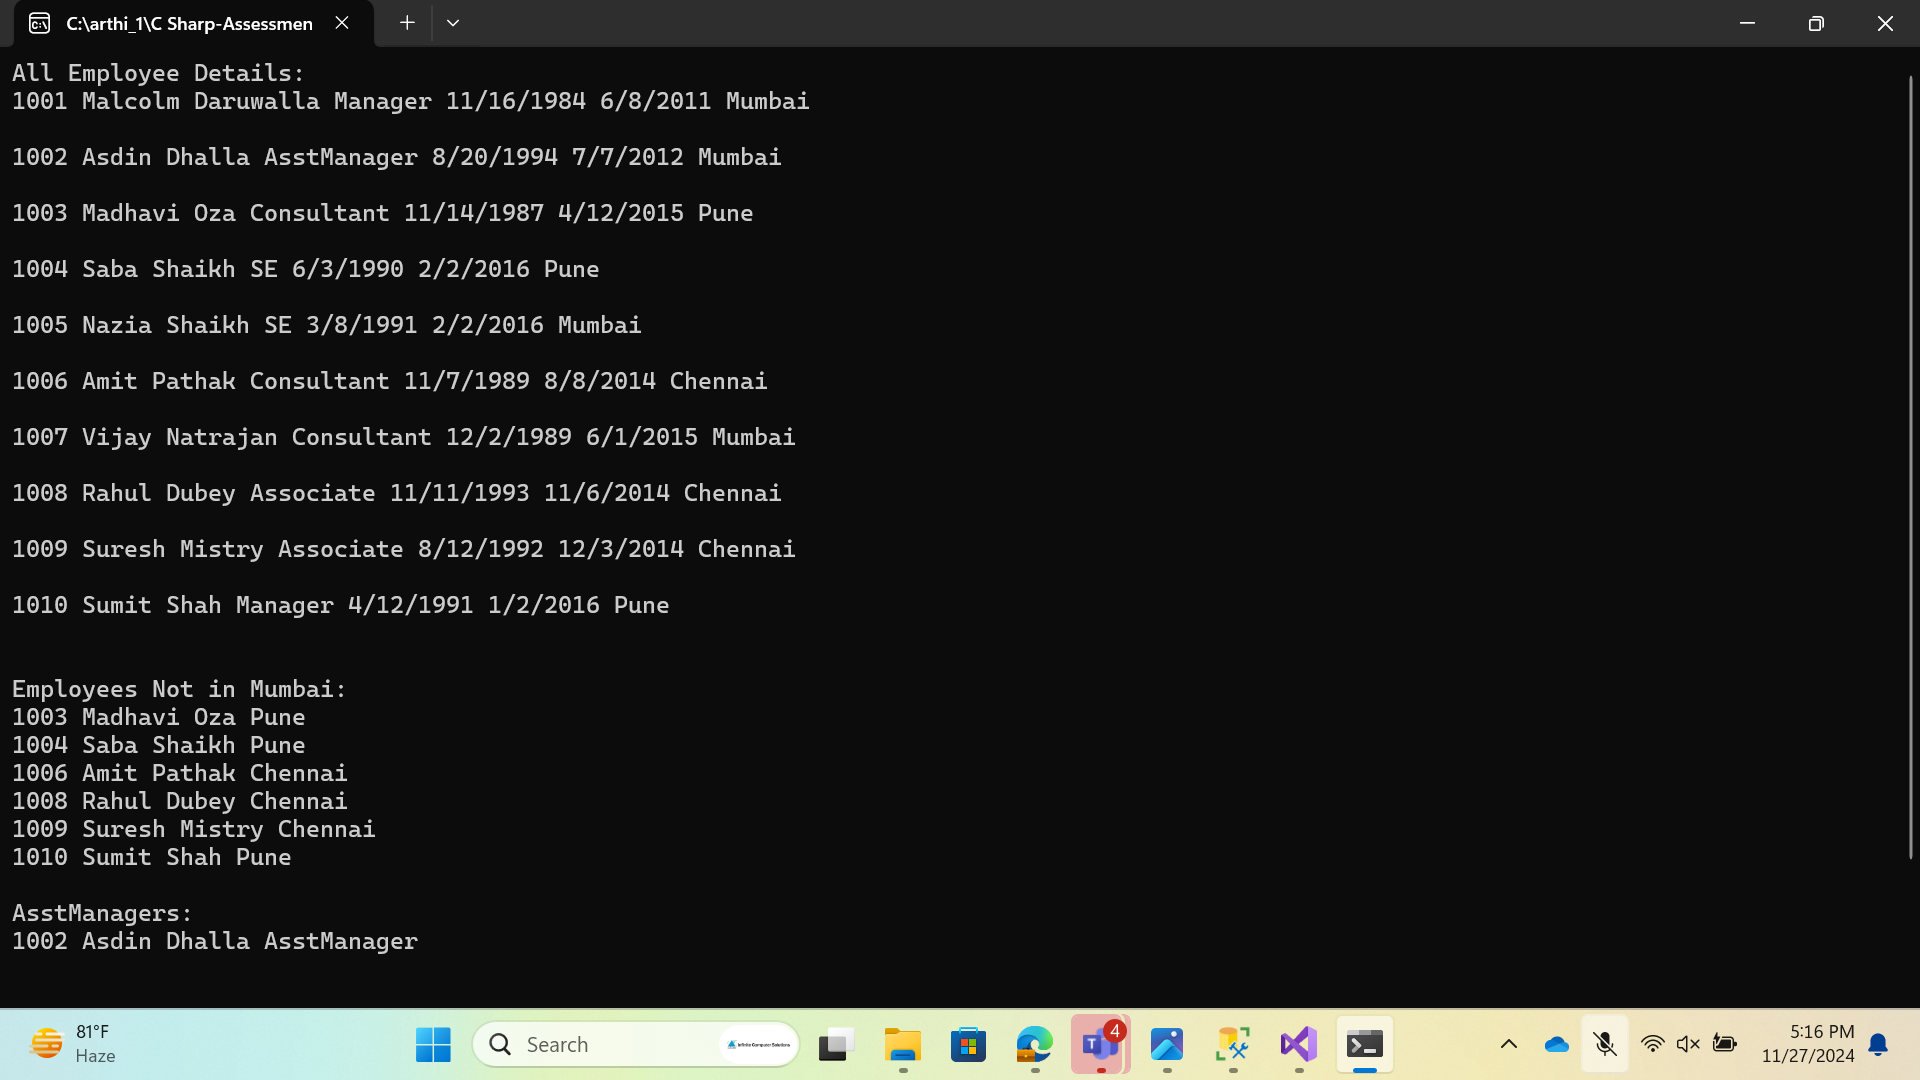 C:\arthi_1\C Sharp-Assessmen
All Employee Details:
1001 Malcolm Daruwalla Manager 11/16/1984 6/8/2011 Mumbai
1002 Asdin Dhalla AsstManager 8/20/1994 7/7/2012 Mumbai
1003 Madhavi Oza Consultant 11/14/1987 4/12/2015 Pune
1004 Saba Shaikh SE 6/3/1990 2/2/2016 Pune
1005 Nazia Shaikh SE 3/8/1991 2/2/2016 Mumbai
1006 Amit Pathak Consultant 11/7/1989 8/8/2014 Chennai
1007 Vijay Natrajan Consultant 12/2/1989 6/1/2015 Mumbai
1008 Rahul Dubey Associate 11/11/1993 11/6/2014 Chennai
1009 Suresh Mistry Associate 8/12/1992 12/3/2014 Chennai
1010 Sumit Shah Manager 4/12/1991 1/2/2016 Pune
Employees Not in Mumbai:
1003 Madhavi Oza Pune
1004 Saba Shaikh Pune
1006 Amit Pathak Chennai
1008 Rahul Dubey Chennai
1009 Suresh Mistry Chennai
1010 Sumit Shah Pune
AsstManagers:
1002 Asdin Dhalla AsstManager
81°F
Haze
Search
Infinite Computer Solutions
4
5:16 PM
11/27/2024